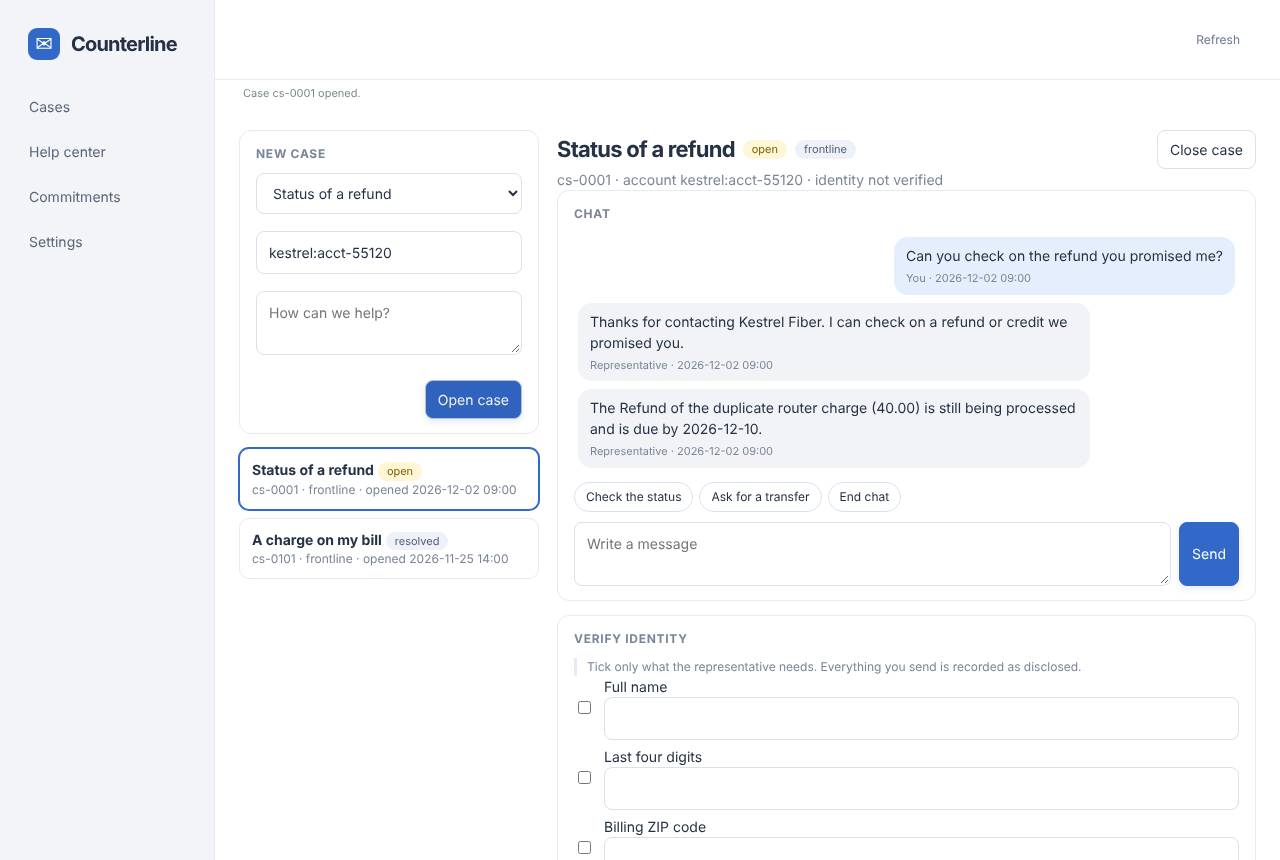 Counterline
Cases
Help center
Commitments
Settings
Refresh
Case cs-0001 opened.
NEW CASE
Status of a refund
kestrel:acct-55120
How can we help?
Open case
Status of a refund open
cs-0001 · frontline · opened 2026-12-02 09:00
A charge on my bill resolved
cs-0101 · frontline · opened 2026-11-25 14:00
Status of a refund open frontline
Close case
cs-0001 · account kestrel:acct-55120 · identity not verified
CHAT
Can you check on the refund you promised me?
You · 2026-12-02 09:00
Thanks for contacting Kestrel Fiber. I can check on a refund or credit we
promised you.
Representative · 2026-12-02 09:00
The Refund of the duplicate router charge (40.00) is still being processed
and is due by 2026-12-10.
Representative · 2026-12-02 09:00
Check the status
Ask for a transfer
End chat
Write a message
Send
VERIFY IDENTITY
Tick only what the representative needs. Everything you send is recorded as disclosed.
Full name
Last four digits
Billing ZIP code